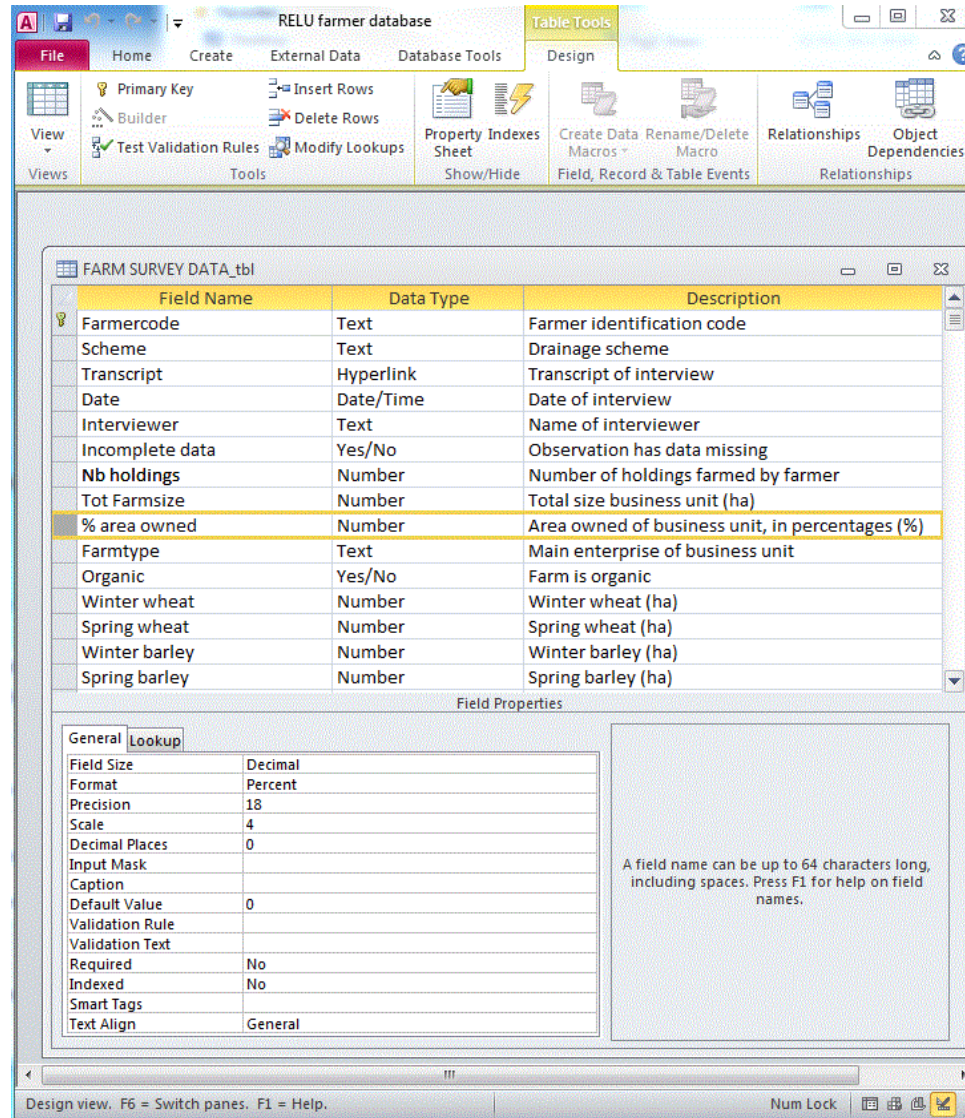 A RELU farmer database Table Tools
File Home Create External Data Database Tools Design
View
Views
Primary Key
Builder
Test Validation Rules
Insert Rows
Delete Rows
Modify Lookups
Tools
Property Sheet
Indexes
Show/Hide
Create Data Macros
Rename/Delete Macro
Field, Record & Table Events
Relationships
Object Dependencies
Relationships
FARM SURVEY DATA_tbl
Field Name Data Type Description
Farmercode Text Farmer identification code
Scheme Text Drainage scheme
Transcript Hyperlink Transcript of interview
Date Date/Time Date of interview
Interviewer Text Name of interviewer
Incomplete data Yes/No Observation has data missing
Nb holdings Number Number of holdings farmed by farmer
Tot Farmsize Number Total size business unit (ha)
% area owned Number Area owned of business unit, in percentages (%)
Farmtype Text Main enterprise of business unit
Organic Yes/No Farm is organic
Winter wheat Number Winter wheat (ha)
Spring wheat Number Spring wheat (ha)
Winter barley Number Winter barley (ha)
Spring barley Number Spring barley (ha)
Field Properties
General Lookup
Field Size Decimal
Format Percent
Precision 18
Scale 4
Decimal Places 0
Input Mask
Caption
Default Value 0
Validation Rule
Validation Text
Required No
Indexed No
Smart Tags
Text Align General
A field name can be up to 64 characters long,
including spaces. Press F1 for help on field
names.
Design view. F6 = Switch panes. F1 = Help. Num Lock